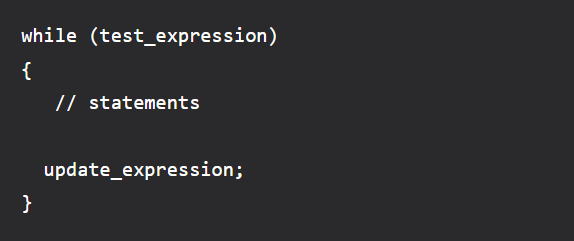 while (test_expression)
{
// statements
update_expression;
}